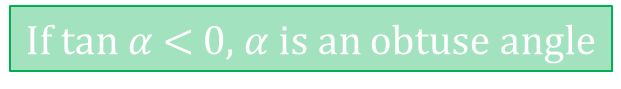 If tan α < 0, α is an obtuse angle